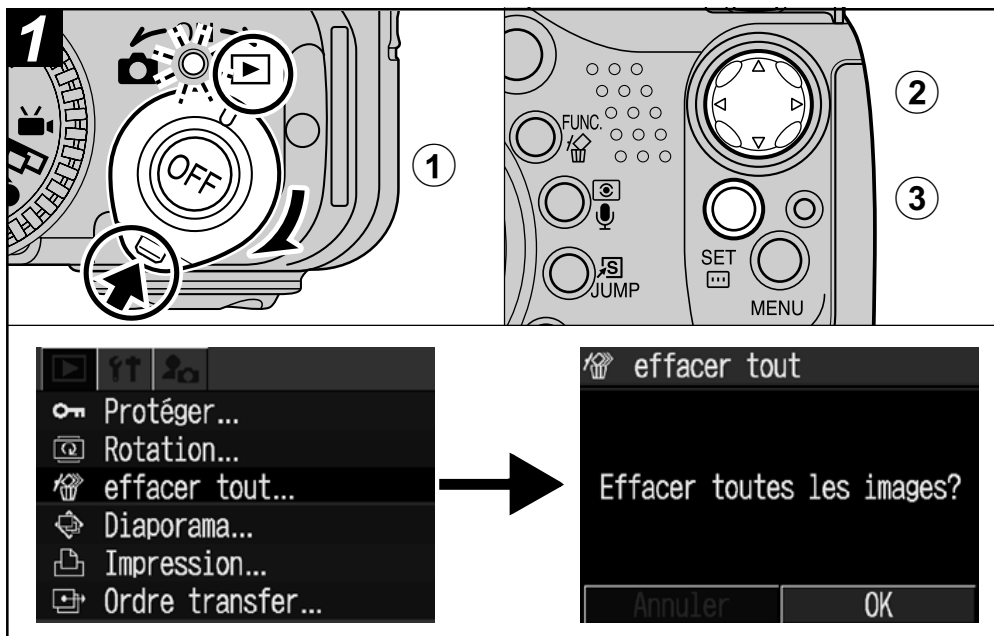 1
ON
OFF
1
FUNC.
S
JUMP
SET
MENU
2
3
Protéger...
Rotation...
effacer tout...
Diaporama...
Impression...
Ordre transfer...
effacer tout
Effacer toutes les images?
Annuler
OK